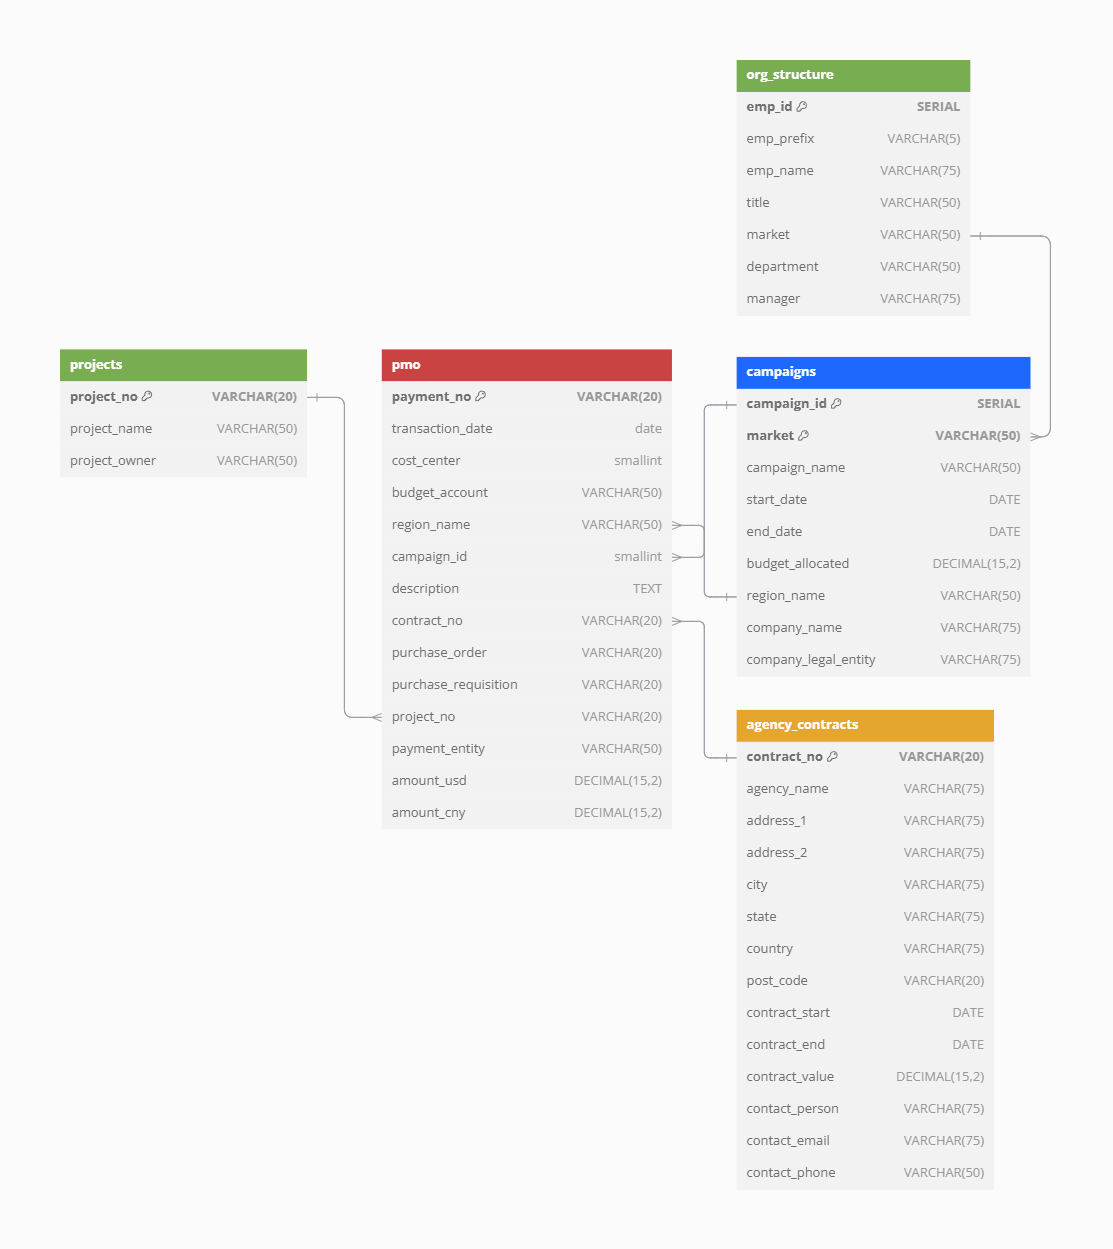 org_structure
emp_id SERIAL
emp_prefix VARCHAR(5)
emp_name VARCHAR(75)
title VARCHAR(50)
market VARCHAR(50)
department VARCHAR(50)
manager VARCHAR(75)
projects
project_no VARCHAR(20)
project_name VARCHAR(50)
project_owner VARCHAR(50)
pmo
payment_no VARCHAR(20)
transaction_date date
cost_center smallint
budget_account VARCHAR(50)
region_name VARCHAR(50)
campaign_id smallint
description TEXT
contract_no VARCHAR(20)
purchase_order VARCHAR(20)
purchase_requisition VARCHAR(20)
project_no VARCHAR(20)
payment_entity VARCHAR(50)
amount_usd DECIMAL(15,2)
amount_cny DECIMAL(15,2)
campaigns
campaign_id SERIAL
market VARCHAR(50)
campaign_name VARCHAR(50)
start_date DATE
end_date DATE
budget_allocated DECIMAL(15,2)
region_name VARCHAR(50)
company_name VARCHAR(75)
company_legal_entity VARCHAR(75)
agency_contracts
contract_no VARCHAR(20)
agency_name VARCHAR(75)
address_1 VARCHAR(75)
address_2 VARCHAR(75)
city VARCHAR(75)
state VARCHAR(75)
country VARCHAR(75)
post_code VARCHAR(20)
contract_start DATE
contract_end DATE
contract_value DECIMAL(15,2)
contact_person VARCHAR(75)
contact_email VARCHAR(75)
contact_phone VARCHAR(50)